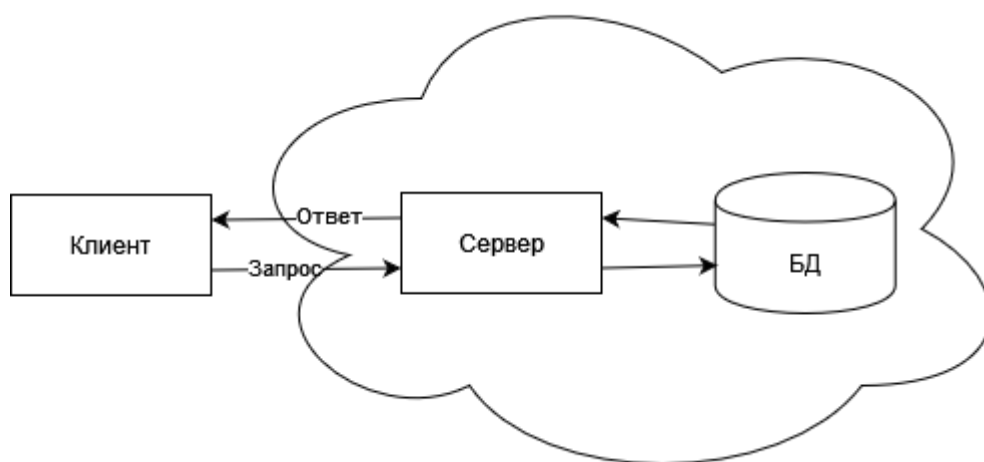 Клиент
Ответ
Запрос
Сервер
БД